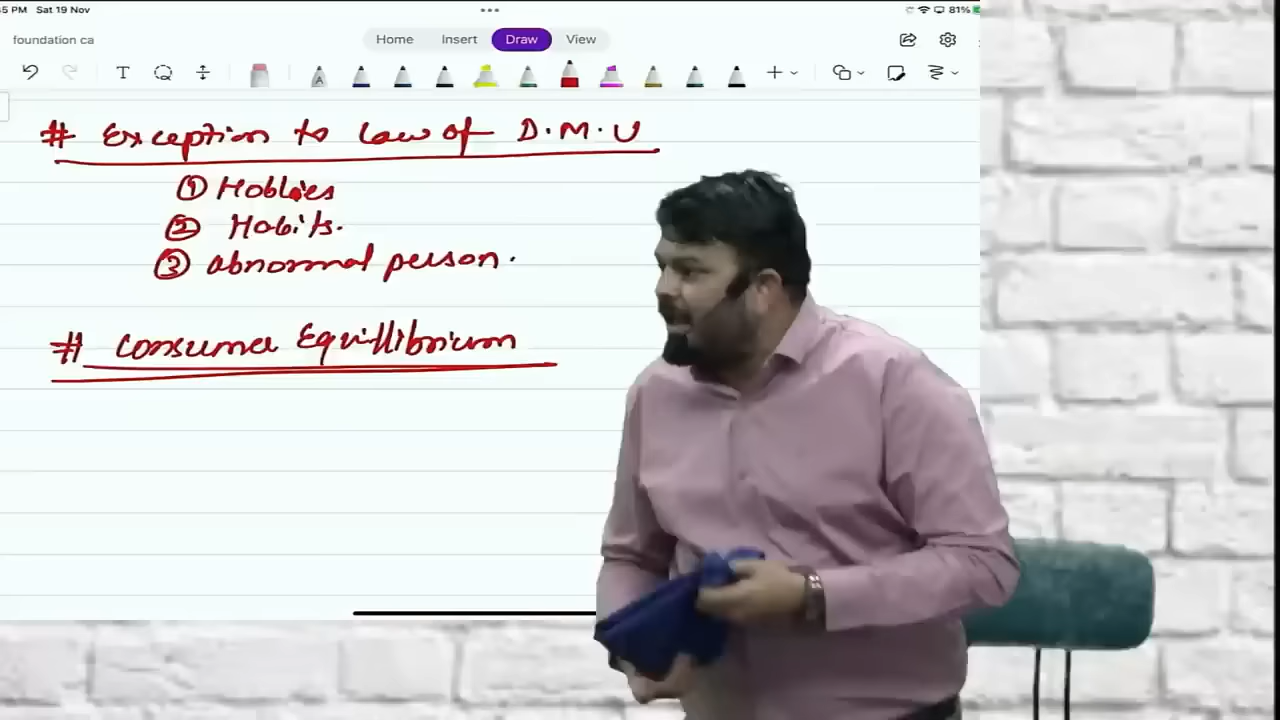 5 PM Sat 19 Nov
81%
foundation ca
Home Insert Draw View
# Exception to law of D.M.U
① Hobbies
② Habits.
③ abnormal person.
# Consumer Equillibrium